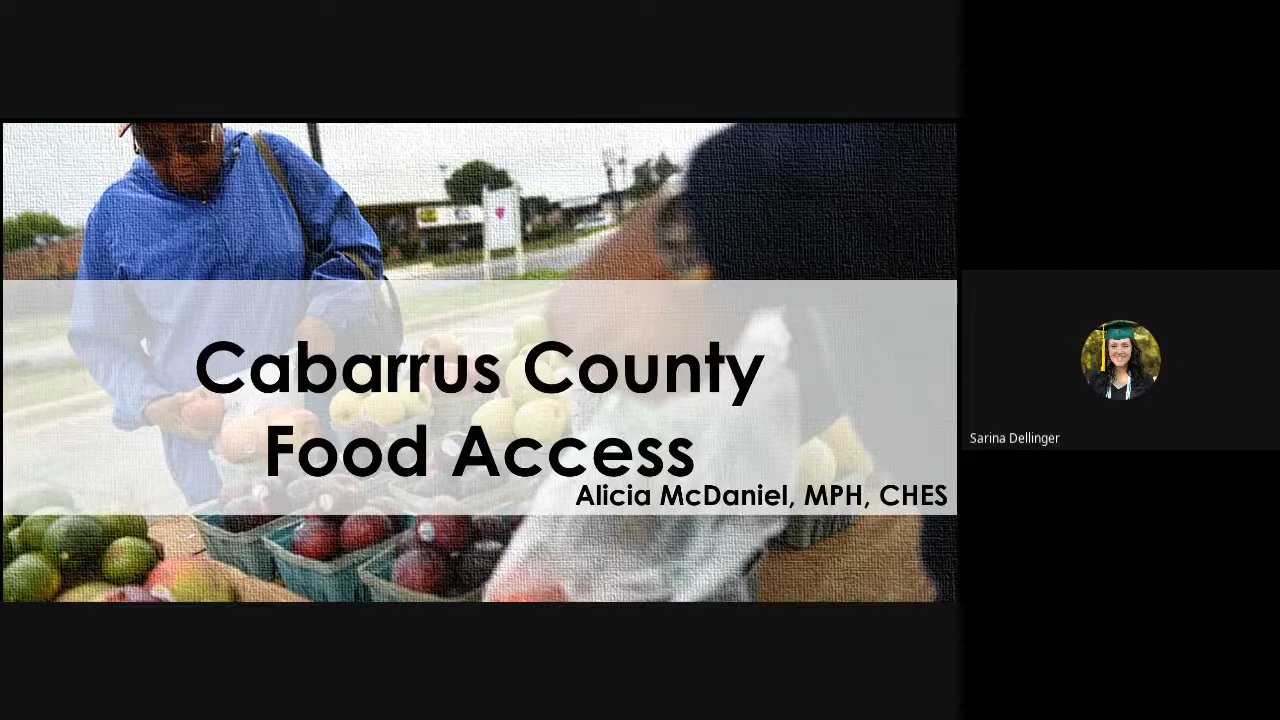 Cabarrus County
Food Access
Alicia McDaniel, MPH, CHES
Sarina Dellinger